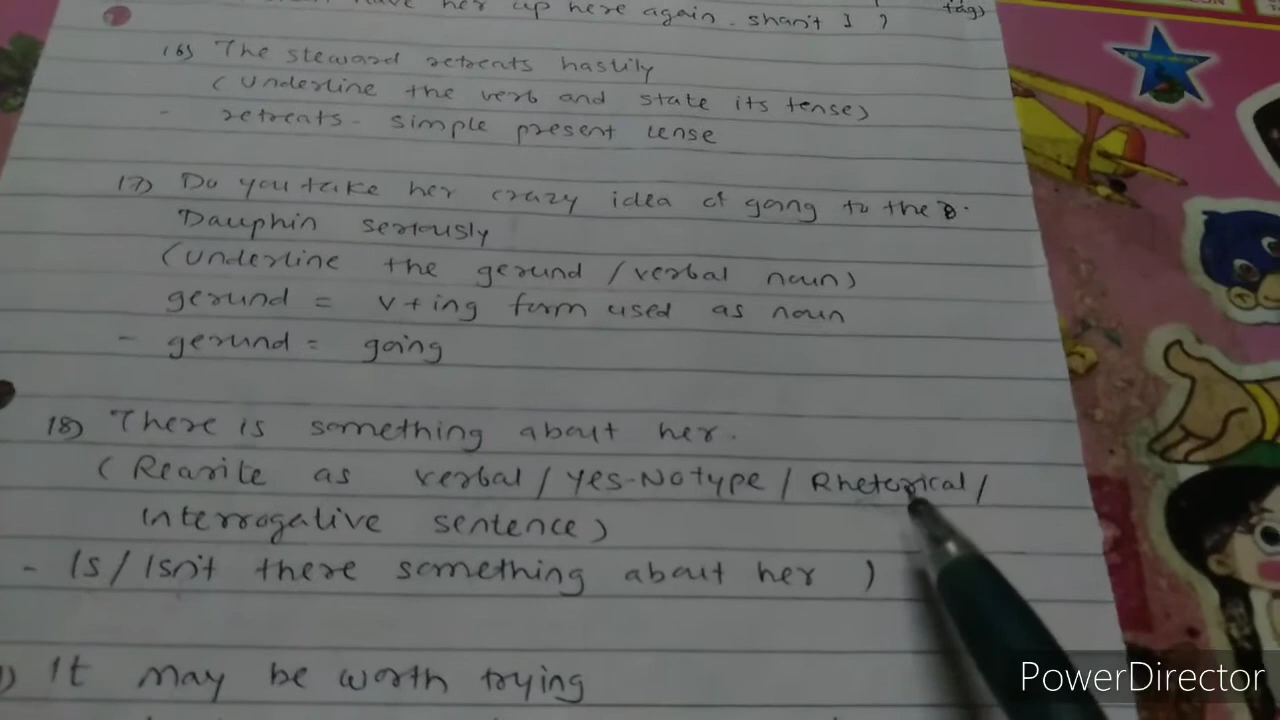 her up here again. shan't I ?
tag)
16) The steward retreats hastily
(underline the verb and state its tense)
- retreats - simple present tense
17) Do you take her crazy idea of going to the D.
Dauphin seriously
(underline the gerund / verbal noun)
gerund = v+ing form used as noun
- gerund = going
18) There is something about her.
(Rewrite as verbal / Yes-No type / Rhetorical /
Interrogative sentence)
- Is / Isn't there something about her )
It may be worth trying
PowerDirector